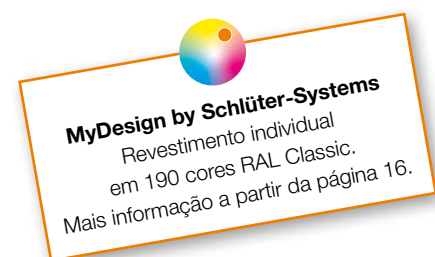 MyDesign by Schlüter-Systems
Revestimento individual
em 190 cores RAL Classic.
Mais informação a partir da página 16.